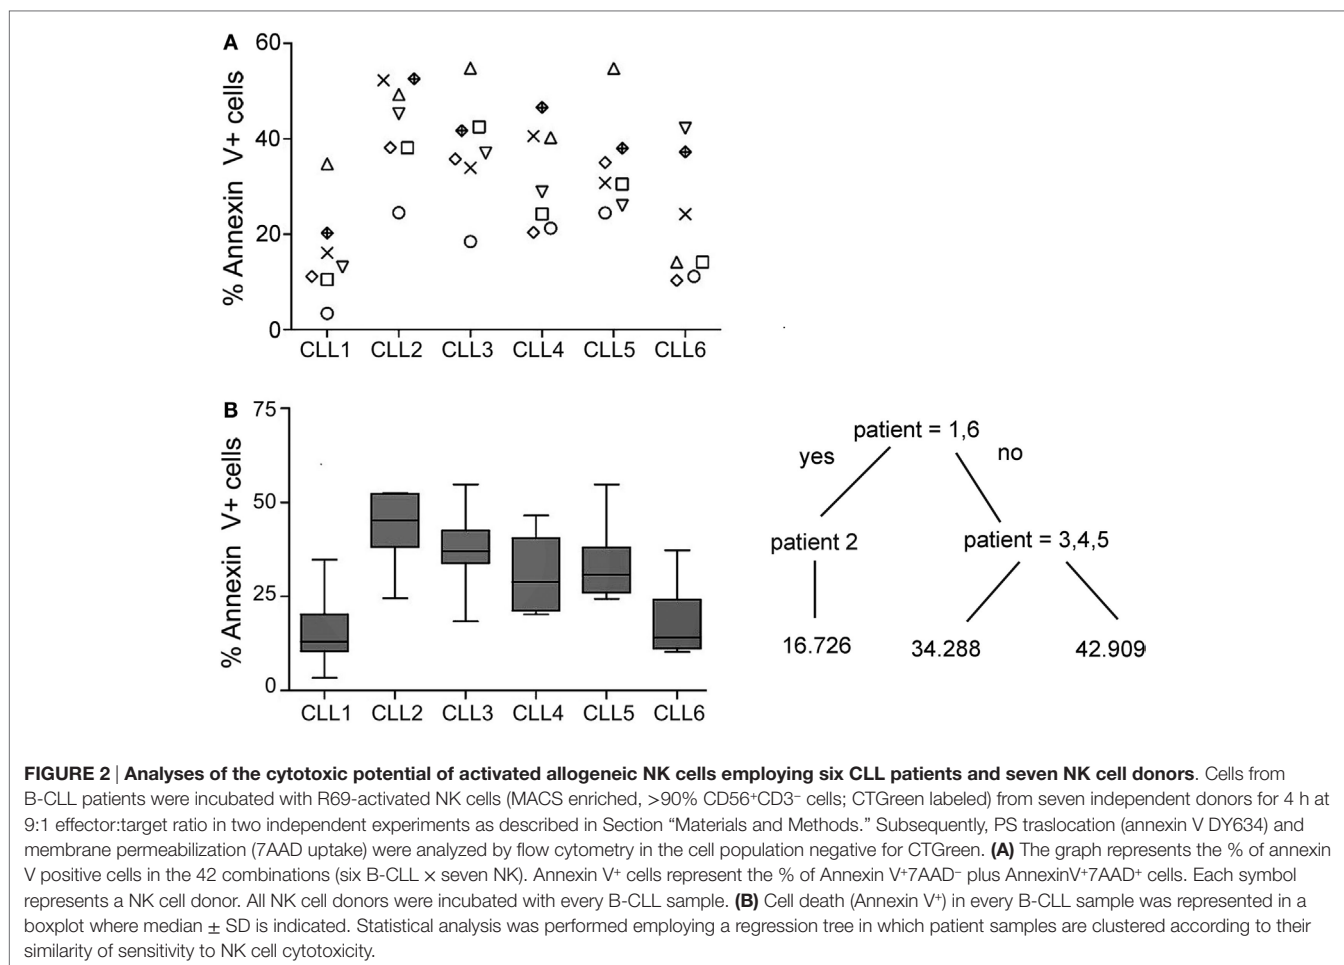 A
60
40
20
0
% Annexin V+ cells
CLL1 CLL2 CLL3 CLL4 CLL5 CLL6
B
75
50
25
0
% Annexin V+ cells
CLL1 CLL2 CLL3 CLL4 CLL5 CLL6
patient = 1,6
yes no
patient 2 patient = 3,4,5
16.726 34.288 42.909
FIGURE 2 | Analyses of the cytotoxic potential of activated allogeneic NK cells employing six CLL patients and seven NK cell donors. Cells from
B-CLL patients were incubated with R69-activated NK cells (MACS enriched, >90% CD56⁺CD3⁻ cells; CTGreen labeled) from seven independent donors for 4 h at
9:1 effector:target ratio in two independent experiments as described in Section “Materials and Methods.” Subsequently, PS traslocation (annexin V DY634) and
membrane permeabilization (7AAD uptake) were analyzed by flow cytometry in the cell population negative for CTGreen. (A) The graph represents the % of annexin
V positive cells in the 42 combinations (six B-CLL × seven NK). Annexin V⁺ cells represent the % of Annexin V⁺7AAD⁻ plus AnnexinV⁺7AAD⁺ cells. Each symbol
represents a NK cell donor. All NK cell donors were incubated with every B-CLL sample. (B) Cell death (Annexin V⁺) in every B-CLL sample was represented in a
boxplot where median ± SD is indicated. Statistical analysis was performed employing a regression tree in which patient samples are clustered according to their
similarity of sensitivity to NK cell cytotoxicity.